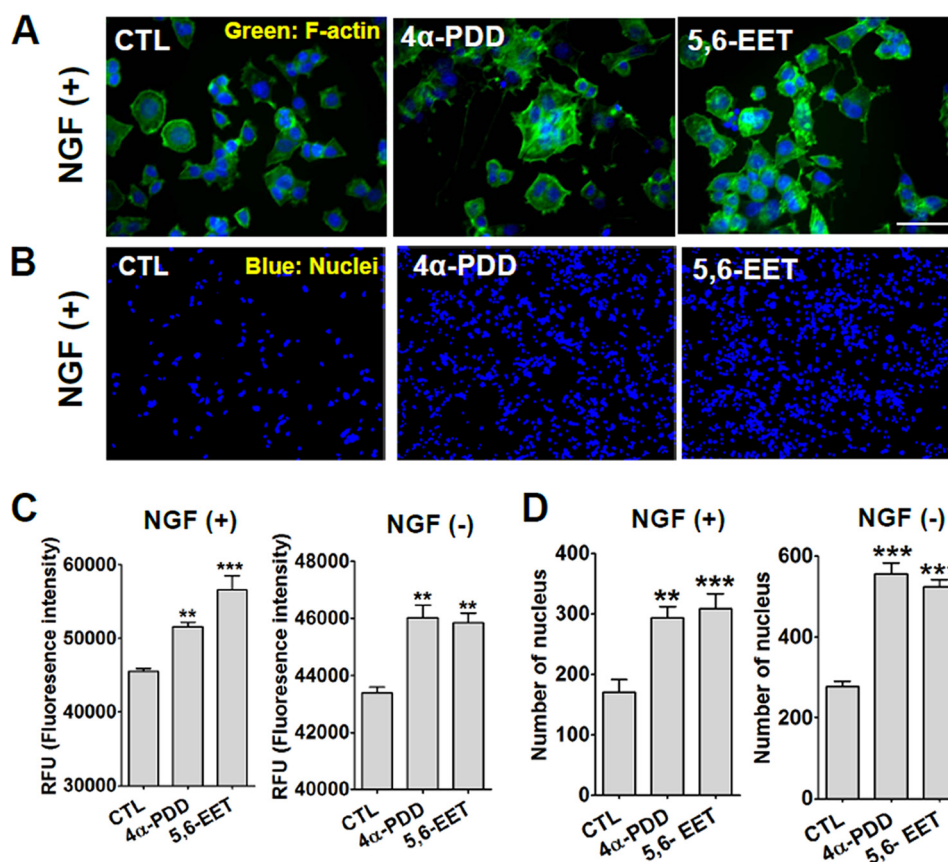 A
NGF (+)
CTL
Green: F-actin
4α-PDD
5,6-EET
B
NGF (+)
CTL
Blue: Nuclei
4α-PDD
5,6-EET
C
NGF (+)
RFU (Fluoresence intensity)
60000
50000
40000
30000
**
***
CTL
4α-PDD
5,6-EET
NGF (-)
RFU (Fluoresence intensity)
48000
46000
44000
42000
40000
**
**
CTL
4α-PDD
5,6-EET
D
NGF (+)
Number of nucleus
400
300
200
100
0
**
***
CTL
4α-PDD
5,6- EET
NGF (-)
Number of nucleus
600
400
200
0
***
CTL
4α-PDD
5,6- EET